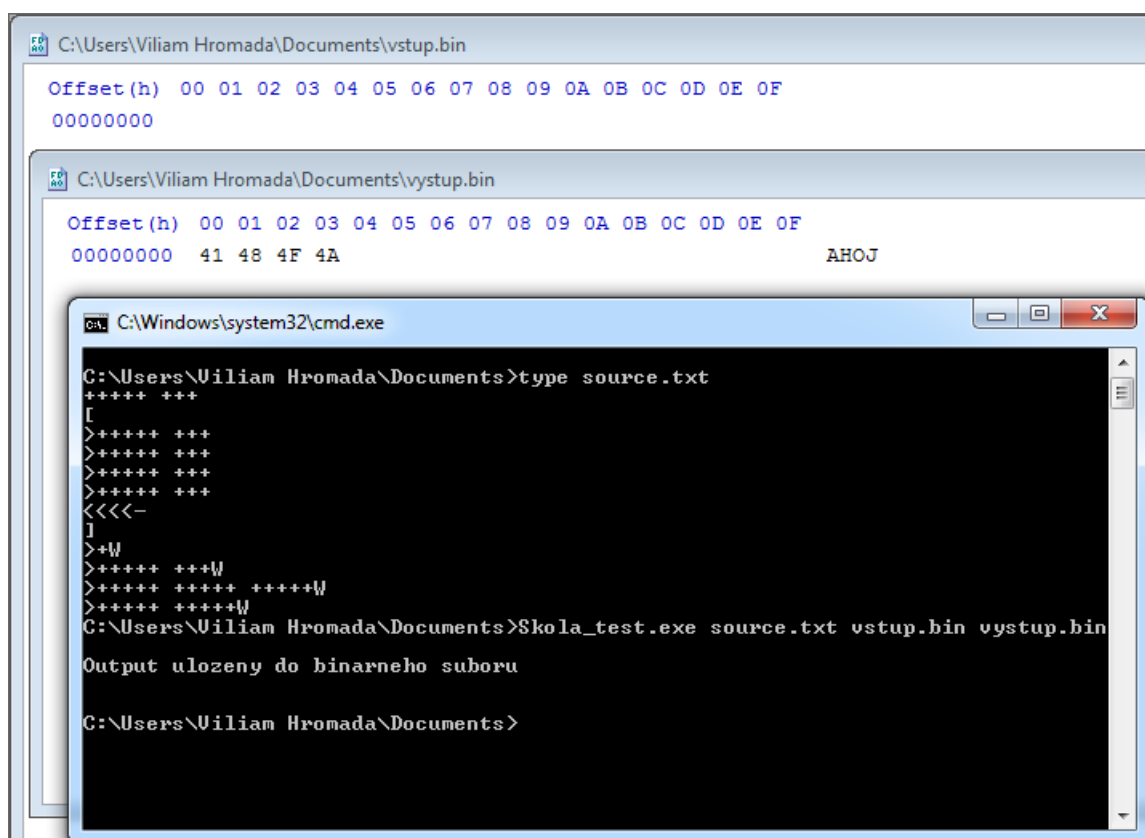 C:\Users\Viliam Hromada\Documents\vstup.bin
Offset(h) 00 01 02 03 04 05 06 07 08 09 0A 0B 0C 0D 0E 0F
00000000
C:\Users\Viliam Hromada\Documents\vystup.bin
Offset(h) 00 01 02 03 04 05 06 07 08 09 0A 0B 0C 0D 0E 0F
00000000 41 48 4F 4A AHOJ
C:\Windows\system32\cmd.exe
C:\Users\Viliam Hromada\Documents>type source.txt
+++++ +++
[
>+++++ +++
>+++++ +++
>+++++ +++
>+++++ +++
<<<<-
]
>+W
>+++++ +++W
>+++++ +++++ +++++W
>+++++ +++++W
C:\Users\Viliam Hromada\Documents>Skola_test.exe source.txt vstup.bin vystup.bin
Output ulozeny do binarneho suboru
C:\Users\Viliam Hromada\Documents>